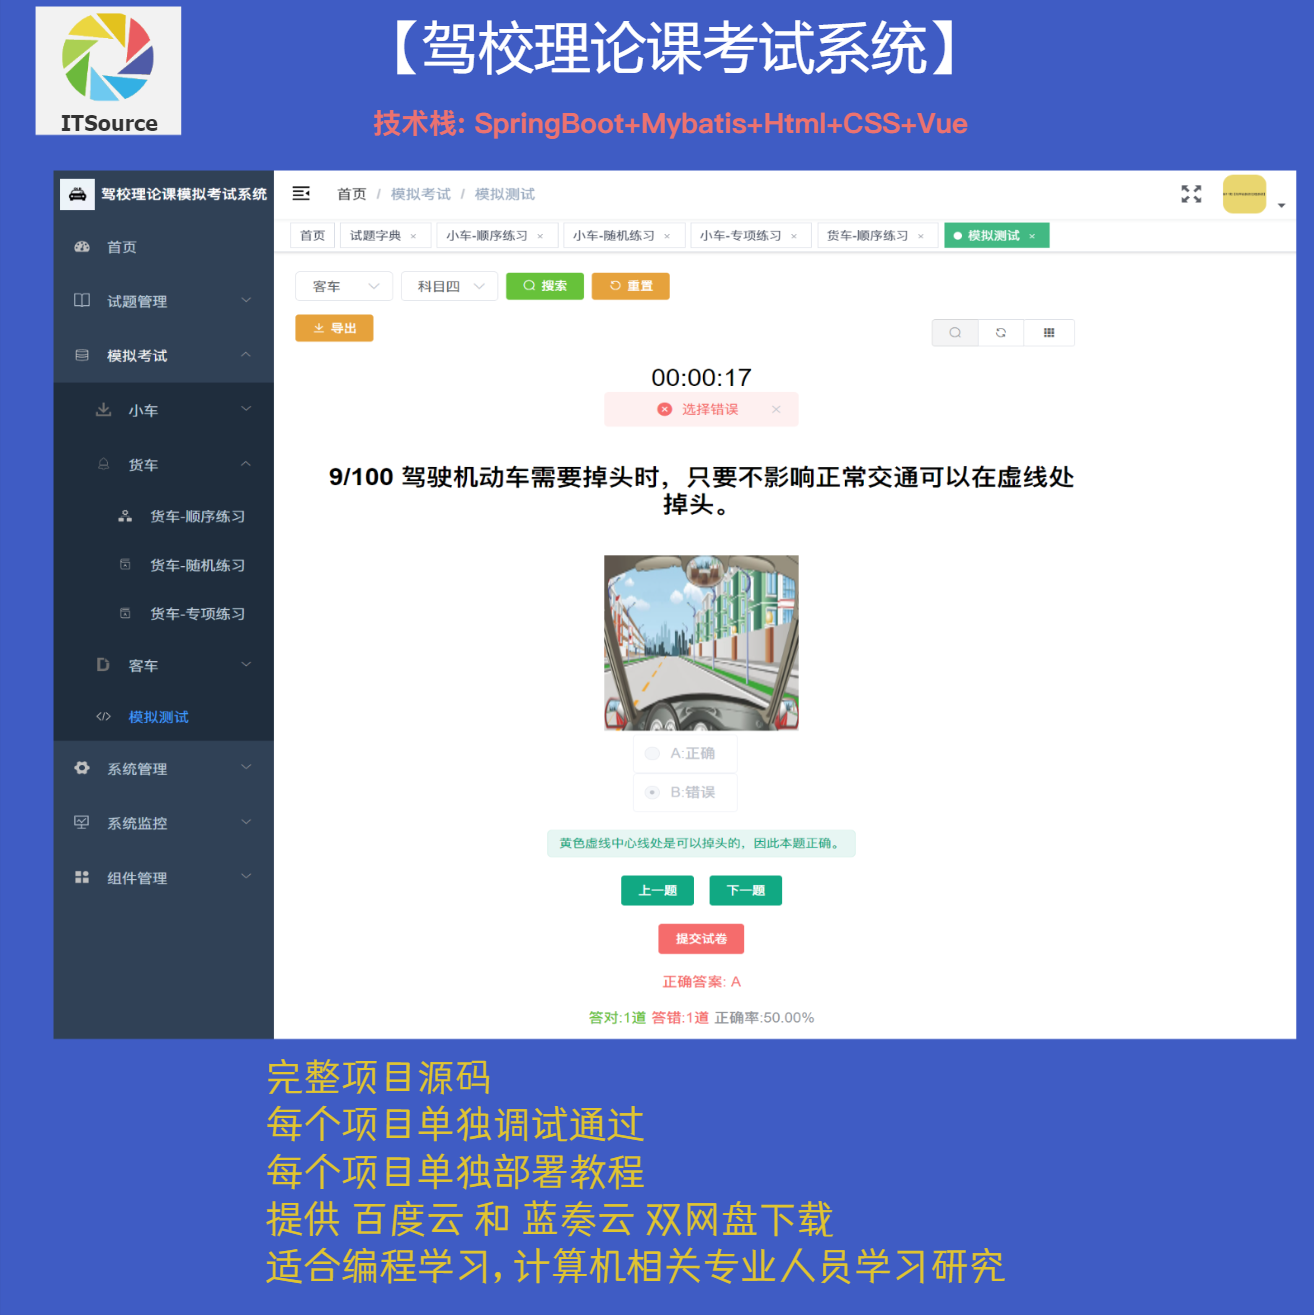 ITSource
【驾校理论课考试系统】
技术栈: SpringBoot+Mybatis+Html+CSS+Vue
驾校理论课模拟考试系统
首页 / 模拟考试 / 模拟测试
首页
试题管理
模拟考试
小车
货车
货车-顺序练习
货车-随机练习
货车-专项练习
客车
模拟测试
系统管理
系统监控
组件管理
首页 试题字典 × 小车-顺序练习 × 小车-随机练习 × 小车-专项练习 × 货车-顺序练习 × 模拟测试 ×
客车 科目四 搜索 重置
导出
00:00:17
选择错误 ×
9/100 驾驶机动车需要掉头时，只要不影响正常交通可以在虚线处
掉头。
A:正确
B:错误
黄色虚线中心线处是可以掉头的，因此本题正确。
上一题 下一题
提交试卷
正确答案: A
答对:1道 答错:1道 正确率:50.00%
完整项目源码
每个项目单独调试通过
每个项目单独部署教程
提供 百度云 和 蓝奏云 双网盘下载
适合编程学习, 计算机相关专业人员学习研究